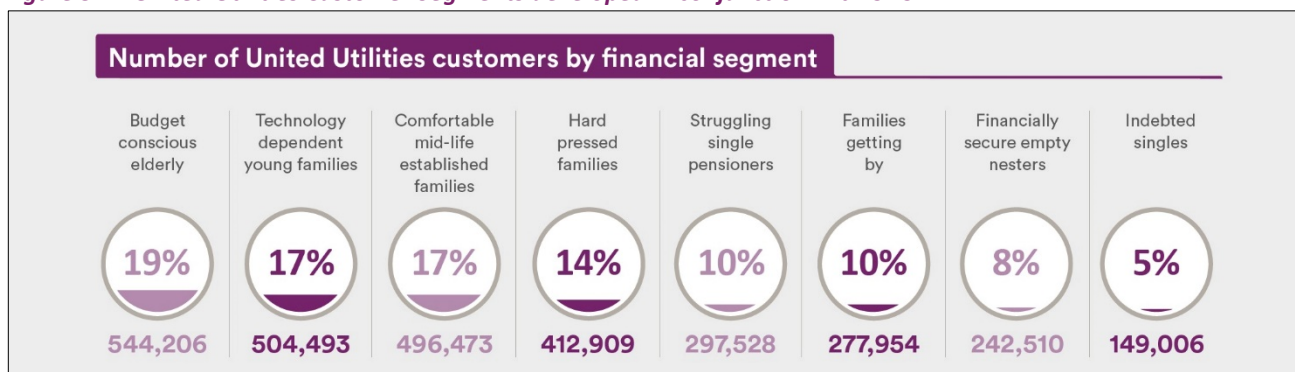 Number of United Utilities customers by financial segment
Budget
conscious
elderly
19%
544,206
Technology
dependent
young families
17%
504,493
Comfortable
mid-life
established
families
17%
496,473
Hard
pressed
families
14%
412,909
Struggling
single
pensioners
10%
297,528
Families
getting
by
10%
277,954
Financially
secure empty
nesters
8%
242,510
Indebted
singles
5%
149,006